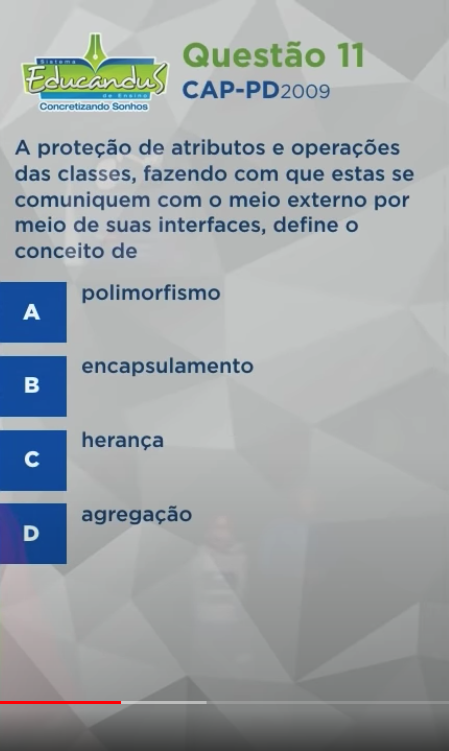 Sistema
Educandus
de Ensino
Concretizando Sonhos
Questão 11
CAP-PD2009
A proteção de atributos e operações
das classes, fazendo com que estas se
comuniquem com o meio externo por
meio de suas interfaces, define o
conceito de
A polimorfismo
B encapsulamento
C herança
D agregação